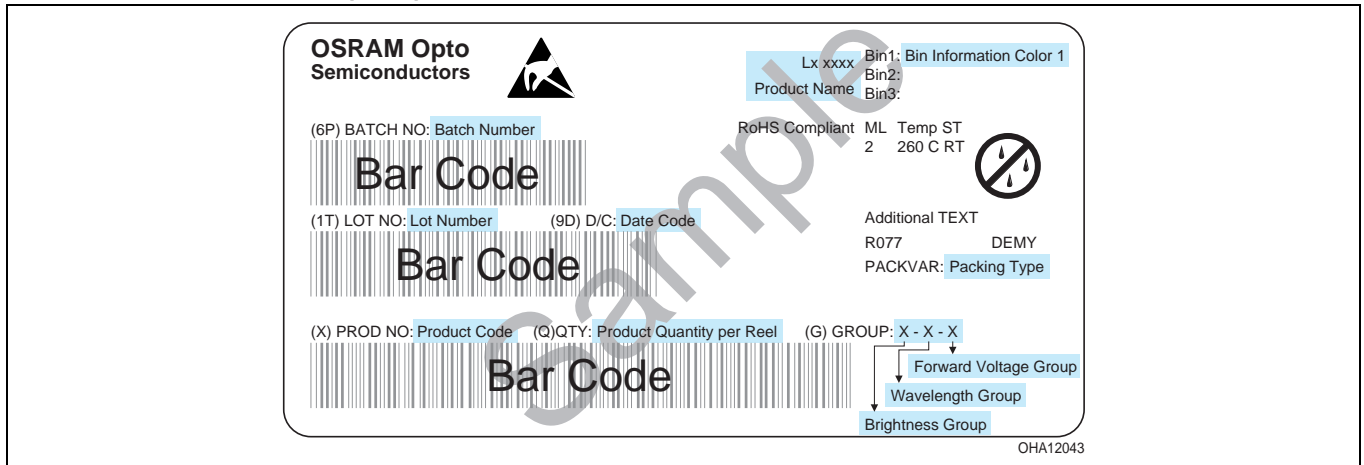 OSRAM Opto
Semiconductors
Lx xxxx
Product Name
Bin1: Bin Information Color 1
Bin2:
Bin3:
(6P) BATCH NO: Batch Number
Bar Code
RoHS Compliant ML Temp ST
2 260 C RT
(1T) LOT NO: Lot Number (9D) D/C: Date Code
Bar Code
Additional TEXT
R077 DEMY
PACKVAR: Packing Type
(X) PROD NO: Product Code (Q)QTY: Product Quantity per Reel (G) GROUP: X - X - X
Bar Code
Forward Voltage Group
Wavelength Group
Brightness Group
Sample
OHA12043